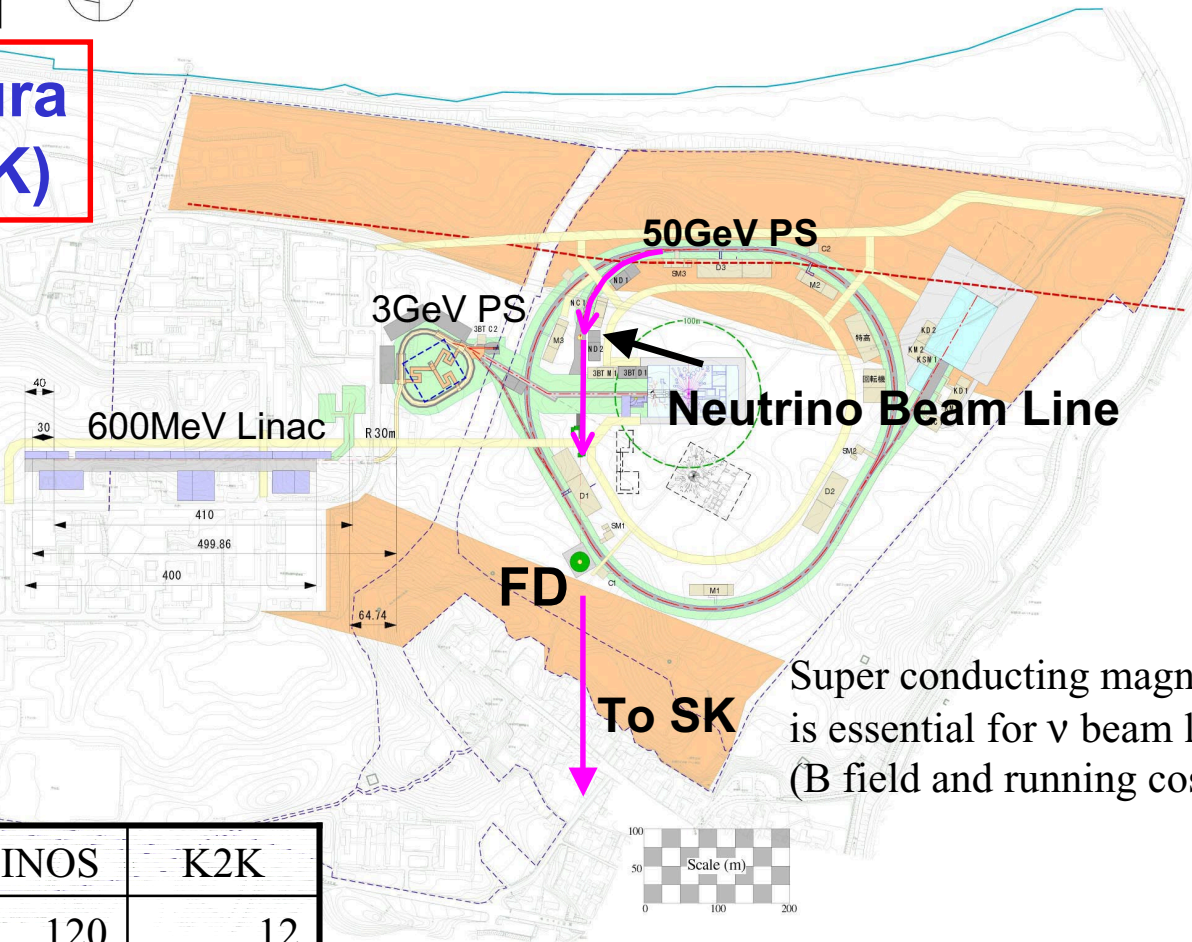 ura
K)
50GeV PS
C2
SM3
D3
ND1
M2
NC1
3GeV PS
3BT C2
M3
ND2
特高
KD2
KM2
KSM1
100m
3BT M1
3BT D1
回転機
KD1
40
Neutrino Beam Line
30
600MeV Linac
R30m
SM2
D1
D2
410
SM1
499.86
FD
C1
400
M1
64.74
Super conducting magn
is essential for ν beam l
To SK
(B field and running cos
100
50
Scale (m)
0 100 200
INOS K2K
120 12